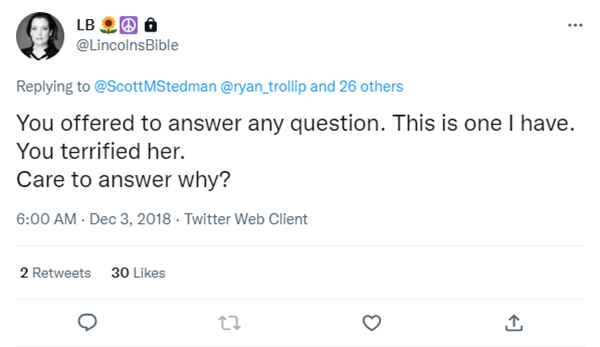 LB 🌻☮️🔒
@LincolnsBible
Replying to @ScottMStedman @ryan_trollip and 26 others
You offered to answer any question. This is one I have.
You terrified her.
Care to answer why?
6:00 AM · Dec 3, 2018 · Twitter Web Client
2 Retweets 30 Likes